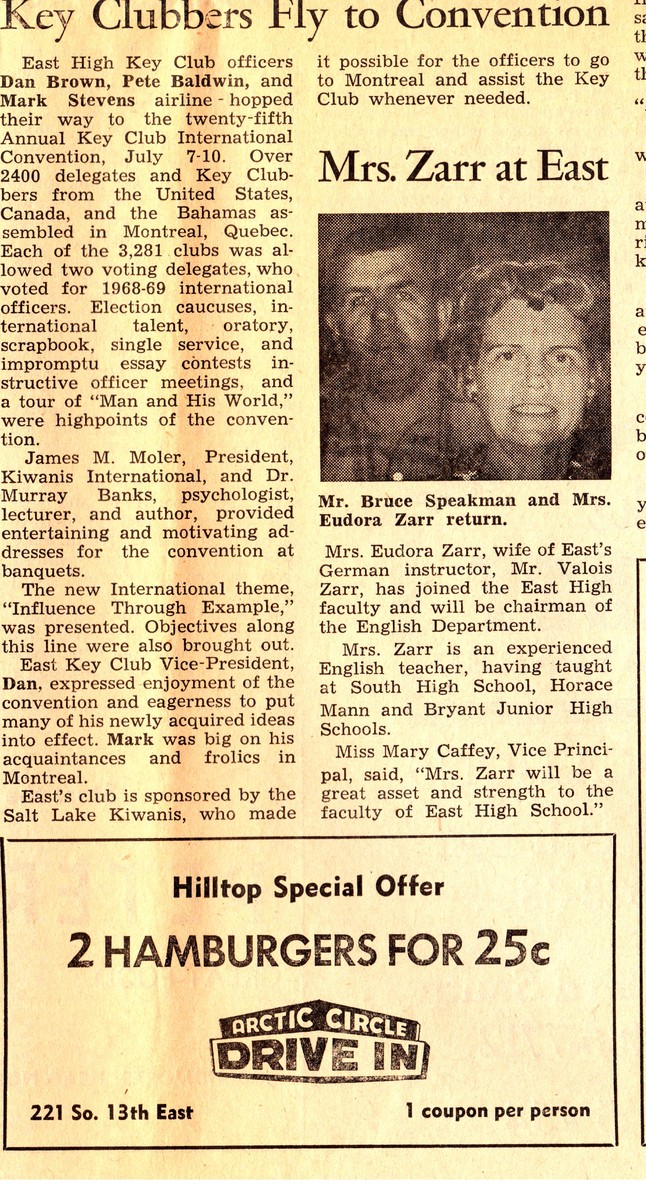 Key Clubbers Fly to Convention
East High Key Club officers
Dan Brown, Pete Baldwin, and
Mark Stevens airline - hopped
their way to the twenty-fifth
Annual Key Club International
Convention, July 7-10. Over
2400 delegates and Key Club-
bers from the United States,
Canada, and the Bahamas as-
sembled in Montreal, Quebec.
Each of the 3,281 clubs was al-
lowed two voting delegates, who
voted for 1968-69 international
officers. Election caucuses, in-
ternational talent, oratory,
scrapbook, single service, and
impromptu essay contests in-
structive officer meetings, and
a tour of “Man and His World,”
were highpoints of the conven-
tion.
James M. Moler, President,
Kiwanis International, and Dr.
Murray Banks, psychologist,
lecturer, and author, provided
entertaining and motivating ad-
dresses for the convention at
banquets.
The new International theme,
“Influence Through Example,”
was presented. Objectives along
this line were also brought out.
East Key Club Vice-President,
Dan, expressed enjoyment of the
convention and eagerness to put
many of his newly acquired ideas
into effect. Mark was big on his
acquaintances and frolics in
Montreal.
East's club is sponsored by the
Salt Lake Kiwanis, who made
it possible for the officers to go
to Montreal and assist the Key
Club whenever needed.
Mrs. Zarr at East
Mr. Bruce Speakman and Mrs.
Eudora Zarr return.
Mrs. Eudora Zarr, wife of East's
German instructor, Mr. Valois
Zarr, has joined the East High
faculty and will be chairman of
the English Department.
Mrs. Zarr is an experienced
English teacher, having taught
at South High School, Horace
Mann and Bryant Junior High
Schools.
Miss Mary Caffey, Vice Princi-
pal, said, “Mrs. Zarr will be a
great asset and strength to the
faculty of East High School.”
Hilltop Special Offer
2 HAMBURGERS FOR 25c
ARCTIC CIRCLE
DRIVE IN
221 So. 13th East
1 coupon per person